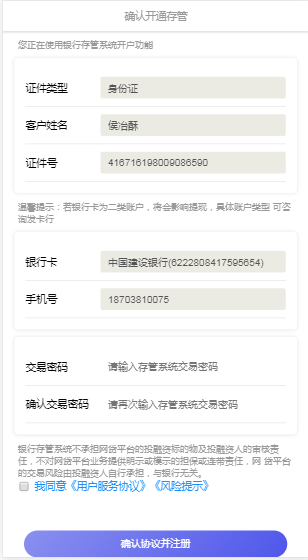 确认开通存管
您正在使用银行存管系统开户功能
证件类型 身份证
客户姓名 侯冶酥
证件号 416716198009086590
温馨提示：若银行卡为二类账户，将会影响提现，具体账户类型 可咨
询发卡行
银行卡 中国建设银行(6222808417595654)
手机号 18703810075
交易密码 请输入存管系统交易密码
确认交易密码 请再次输入存管系统交易密码
银行存管系统不承担网贷平台的投融资标的物及投融资人的审核责
任，不对网贷平台业务提供明示或模示的担保或连带责任，网 贷平台
的交易风险由投融资人自行承担，与银行无关。
我同意《用户服务协议》《风险提示》
确认协议并注册